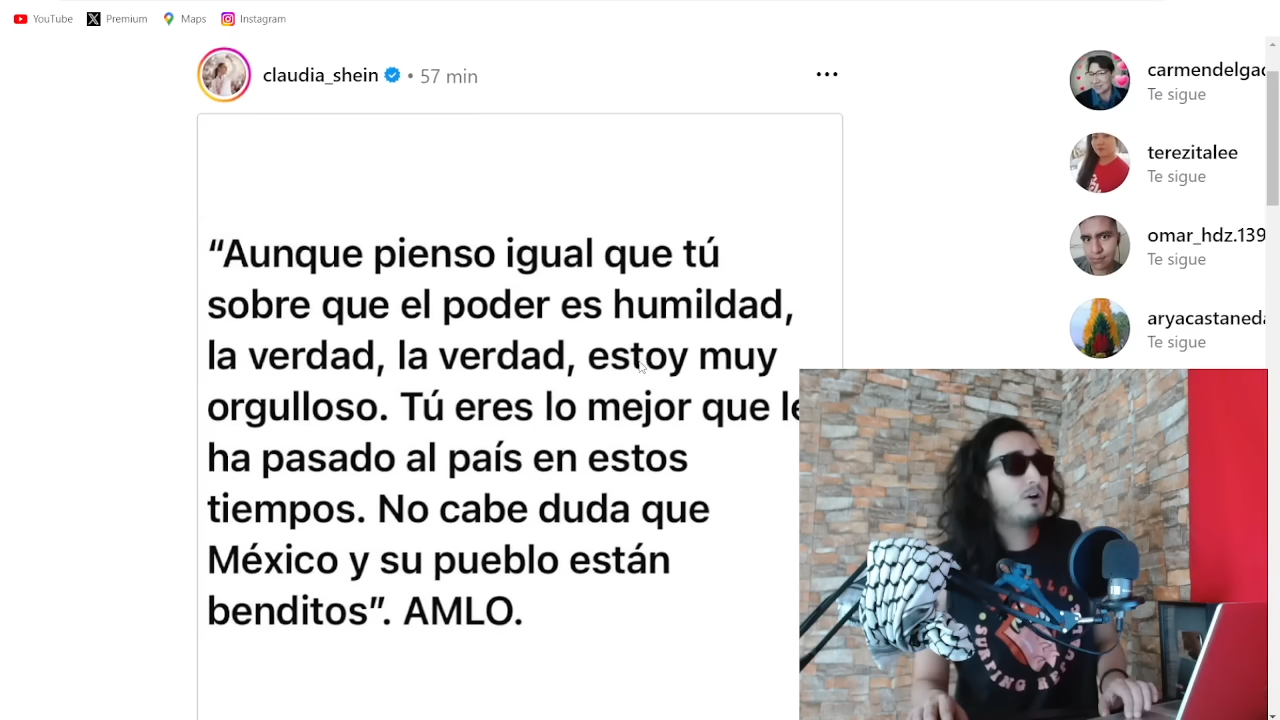 YouTube
Premium
Maps
Instagram
claudia_shein • 57 min
“Aunque pienso igual que tú
sobre que el poder es humildad,
la verdad, la verdad, estoy muy
orgulloso. Tú eres lo mejor que le
ha pasado al país en estos
tiempos. No cabe duda que
México y su pueblo están
benditos”. AMLO.
carmendelgad
Te sigue
terezitalee
Te sigue
omar_hdz.139
Te sigue
aryacastaneda
Te sigue
SURFING